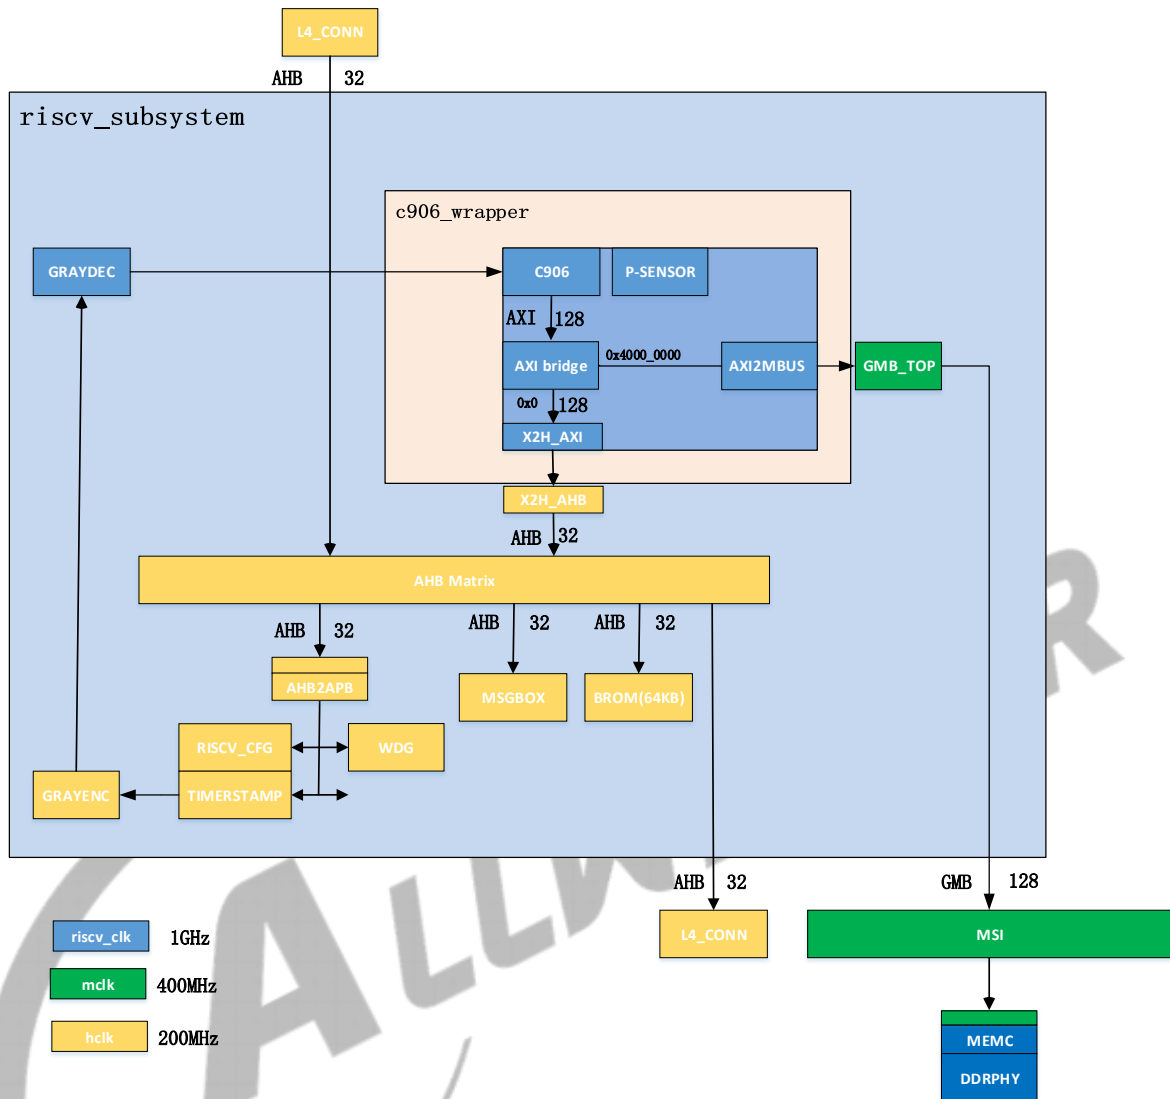 L4_CONN
AHB 32
riscv_subsystem
c906_wrapper
GRAYDEC
C906
P-SENSOR
AXI 128
AXI bridge
0x4000_0000
AXI2MBUS
GMB_TOP
0x0 128
X2H_AXI
X2H_AHB
AHB 32
AHB Matrix
AHB 32
AHB 32
AHB 32
AHB2APB
MSGBOX
BROM(64KB)
RISCV_CFG
WDG
GRAYENC
TIMERSTAMP
AHB 32
GMB 128
riscv_clk 1GHz
L4_CONN
MSI
mclk 400MHz
hclk 200MHz
MEMC
DDRPHY